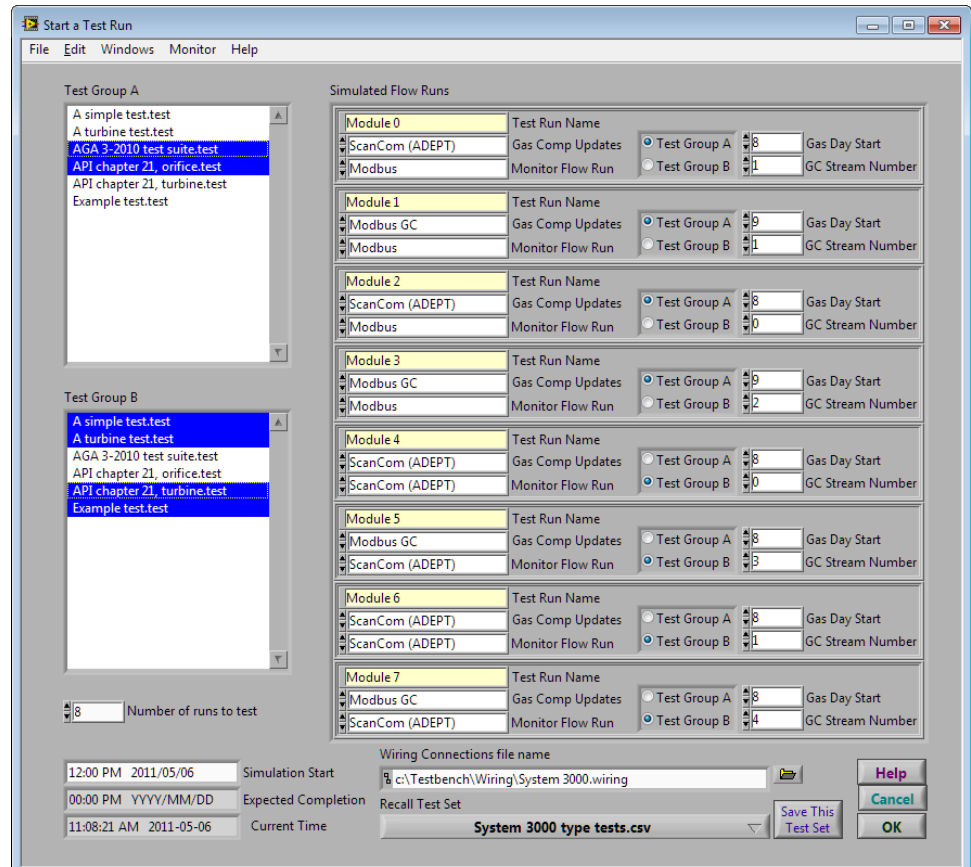 Start a Test Run
File Edit Windows Monitor Help
Test Group A
A simple test.test
A turbine test.test
AGA 3-2010 test suite.test
API chapter 21, orifice.test
API chapter 21, turbine.test
Example test.test
Test Group B
A simple test.test
A turbine test.test
AGA 3-2010 test suite.test
API chapter 21, orifice.test
API chapter 21, turbine.test
Example test.test
8 Number of runs to test
Simulated Flow Runs
Module 0 Test Run Name
ScanCom (ADEPT) Gas Comp Updates Test Group A 8 Gas Day Start
Modbus Monitor Flow Run Test Group B 1 GC Stream Number
Module 1 Test Run Name
Modbus GC Gas Comp Updates Test Group A 9 Gas Day Start
Modbus Monitor Flow Run Test Group B 1 GC Stream Number
Module 2 Test Run Name
ScanCom (ADEPT) Gas Comp Updates Test Group A 8 Gas Day Start
Modbus Monitor Flow Run Test Group B 0 GC Stream Number
Module 3 Test Run Name
Modbus GC Gas Comp Updates Test Group A 9 Gas Day Start
Modbus Monitor Flow Run Test Group B 2 GC Stream Number
Module 4 Test Run Name
ScanCom (ADEPT) Gas Comp Updates Test Group A 8 Gas Day Start
ScanCom (ADEPT) Monitor Flow Run Test Group B 0 GC Stream Number
Module 5 Test Run Name
Modbus GC Gas Comp Updates Test Group A 8 Gas Day Start
ScanCom (ADEPT) Monitor Flow Run Test Group B 3 GC Stream Number
Module 6 Test Run Name
ScanCom (ADEPT) Gas Comp Updates Test Group A 8 Gas Day Start
ScanCom (ADEPT) Monitor Flow Run Test Group B 1 GC Stream Number
Module 7 Test Run Name
Modbus GC Gas Comp Updates Test Group A 8 Gas Day Start
ScanCom (ADEPT) Monitor Flow Run Test Group B 4 GC Stream Number
12:00 PM 2011/05/06 Simulation Start
00:00 PM YYYY/MM/DD Expected Completion
11:08:21 AM 2011-05-06 Current Time
Wiring Connections file name
c:\Testbench\Wiring\System 3000.wiring
Recall Test Set
System 3000 type tests.csv
Save This
Test Set
Help
Cancel
OK